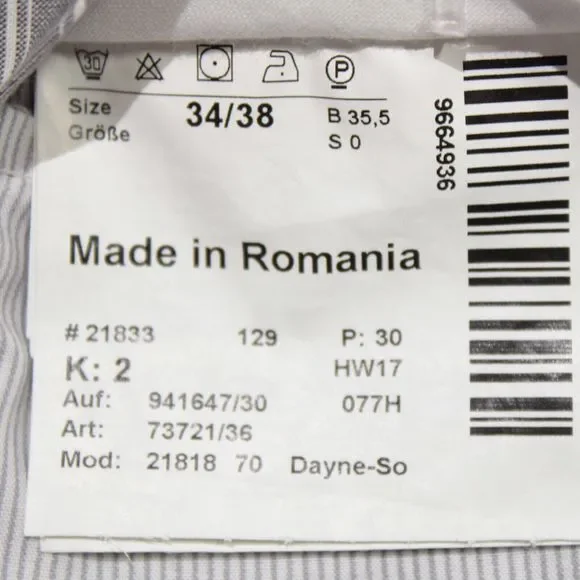 30 P
Size 34/38 B 35,5
Größe S 0
9664936
Made in Romania
# 21833 129 P: 30
K: 2 HW17
Auf: 941647/30 077H
Art: 73721/36
Mod: 21818 70 Dayne-So